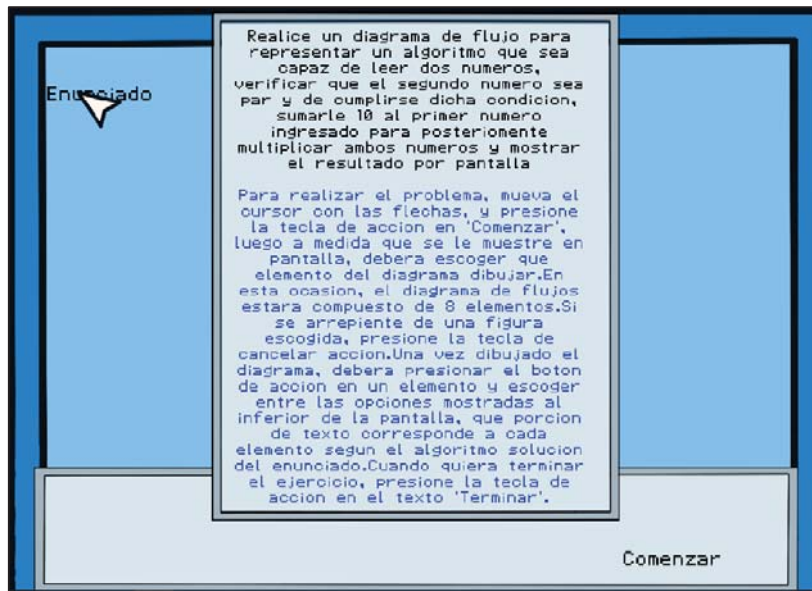 Realice un diagrama de flujo para
representar un algoritmo que sea
capaz de leer dos numeros,
verificar que el segundo numero sea
par y de cumplirse dicha condicion,
sumarle 10 al primer numero
ingresado para posteriomente
multiplicar ambos numeros y mostrar
el resultado por pantalla
Enunciado
Para realizar el problema, mueva el
cursor con las flechas, y presione
la tecla de accion en 'Comenzar',
luego a medida que se le muestre en
pantalla, debera escoger que
elemento del diagrama dibujar.En
esta ocasion, el diagrama de flujos
estara compuesto de 8 elementos.Si
se arrepiente de una figura
escogida, presione la tecla de
cancelar accion.Una vez dibujado el
diagrama, debera presionar el boton
de accion en un elemento y escoger
entre las opciones mostradas al
inferior de la pantalla, que porcion
de texto corresponde a cada
elemento segun el algoritmo solucion
del enunciado.Cuando quiera terminar
el ejercicio, presione la tecla de
accion en el texto 'Terminar'.
Comenzar